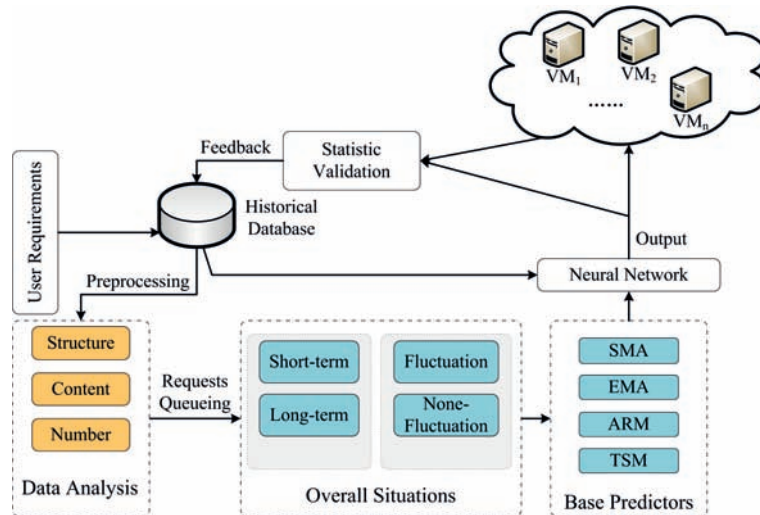 VM1
VM2
......
VMn
Feedback
Statistic
Validation
User Requirements
Historical
Database
Output
Preprocessing
Neural Network
Structure
Content
Number
Data Analysis
Requests
Queueing
Short-term
Fluctuation
Long-term
None-
Fluctuation
Overall Situations
SMA
EMA
ARM
TSM
Base Predictors